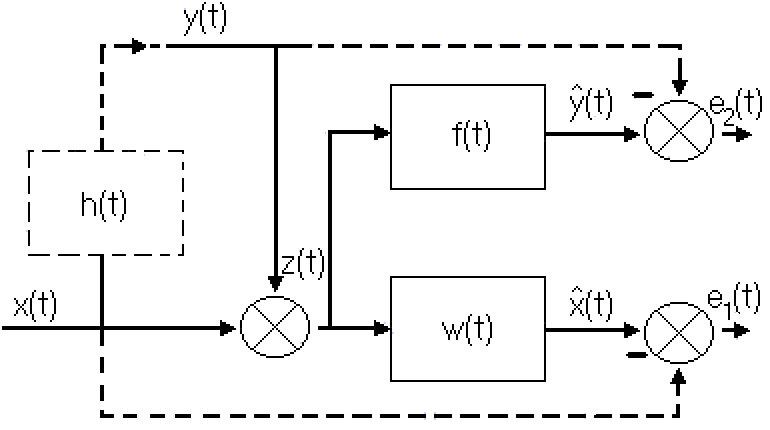 y(t)
ŷ(t)
e₂(t)
f(t)
h(t)
z(t)
x(t)
x̂(t)
e₁(t)
w(t)